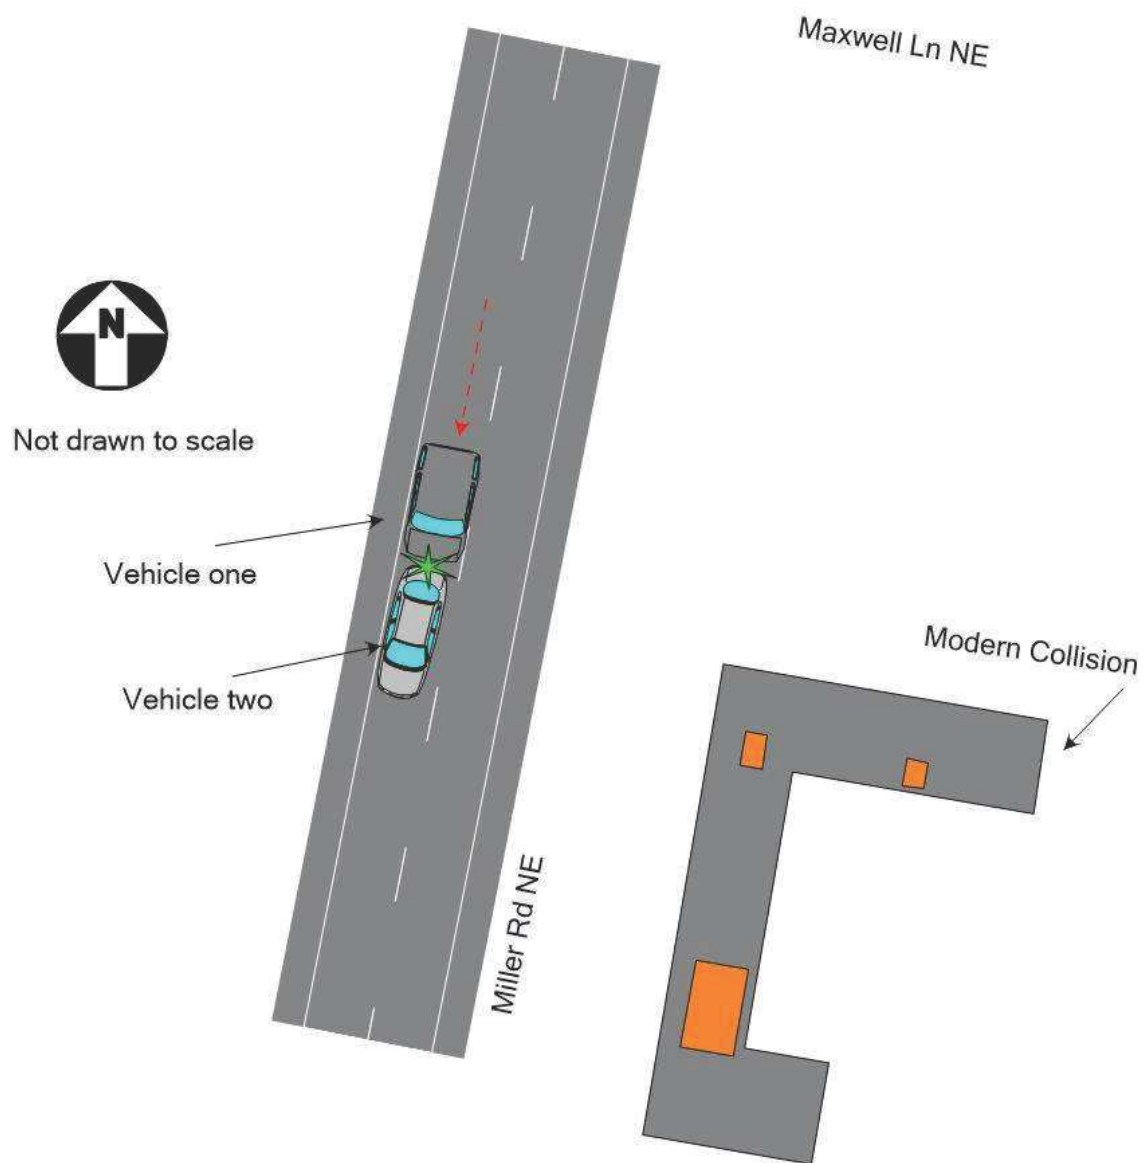 Maxwell Ln NE
N
Not drawn to scale
Vehicle one
Modern Collision
Vehicle two
Miller Rd NE